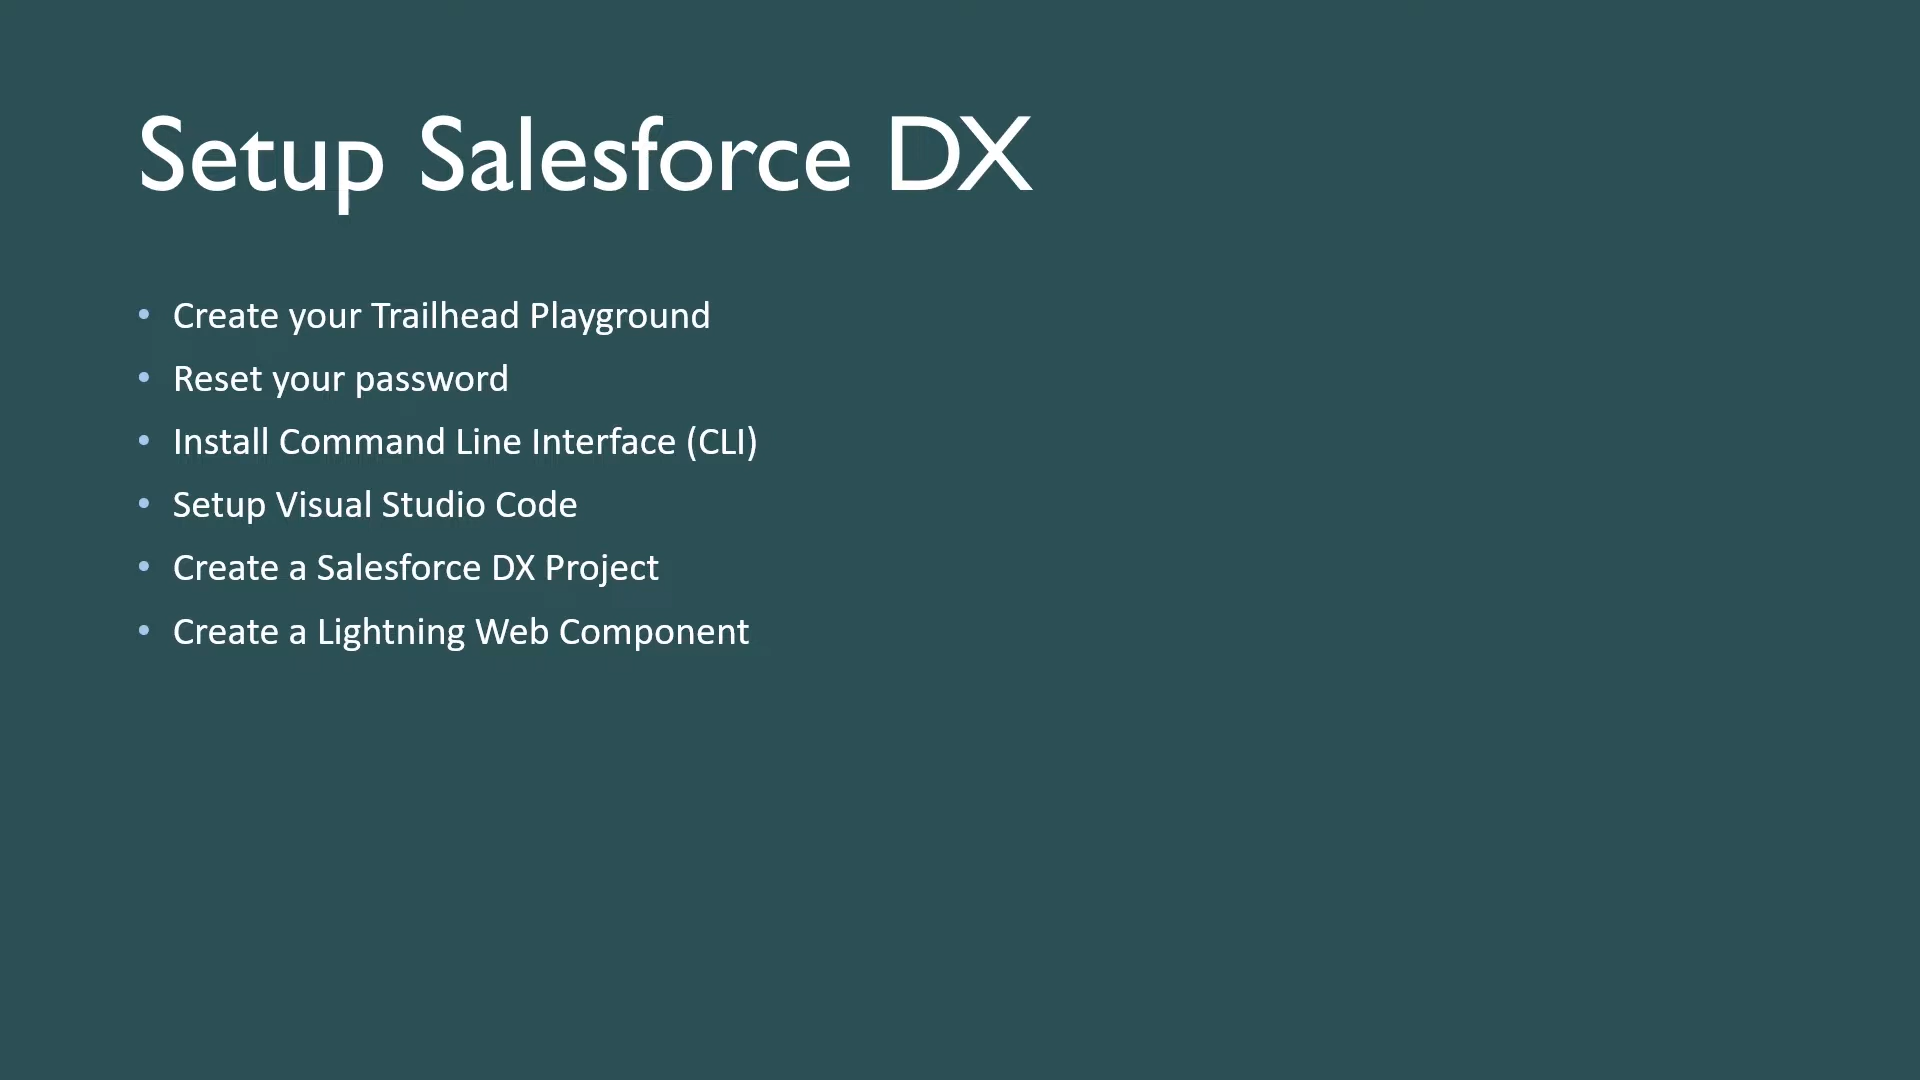 Setup Salesforce DX
• Create your Trailhead Playground
• Reset your password
• Install Command Line Interface (CLI)
• Setup Visual Studio Code
• Create a Salesforce DX Project
• Create a Lightning Web Component